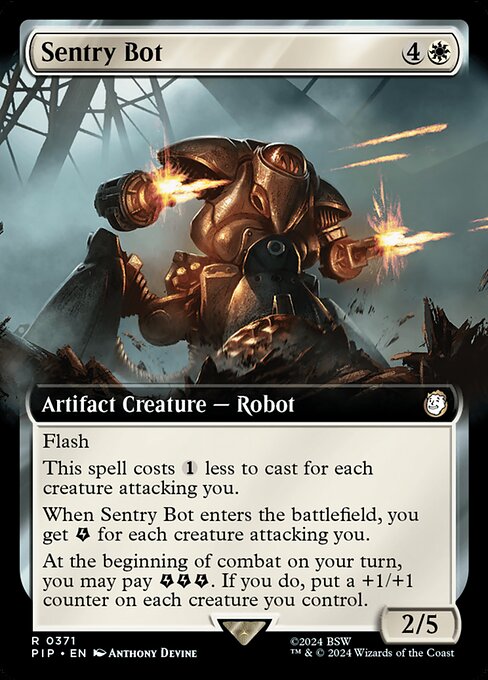 Sentry Bot 4
Artifact Creature — Robot
Flash
This spell costs 1 less to cast for each
creature attacking you.
When Sentry Bot enters the battlefield, you
get for each creature attacking you.
At the beginning of combat on your turn,
you may pay . If you do, put a +1/+1
counter on each creature you control.
2/5
R 0371
PIP • EN Anthony Devine
©2024 BSW
™ & © 2024 Wizards of the Coast